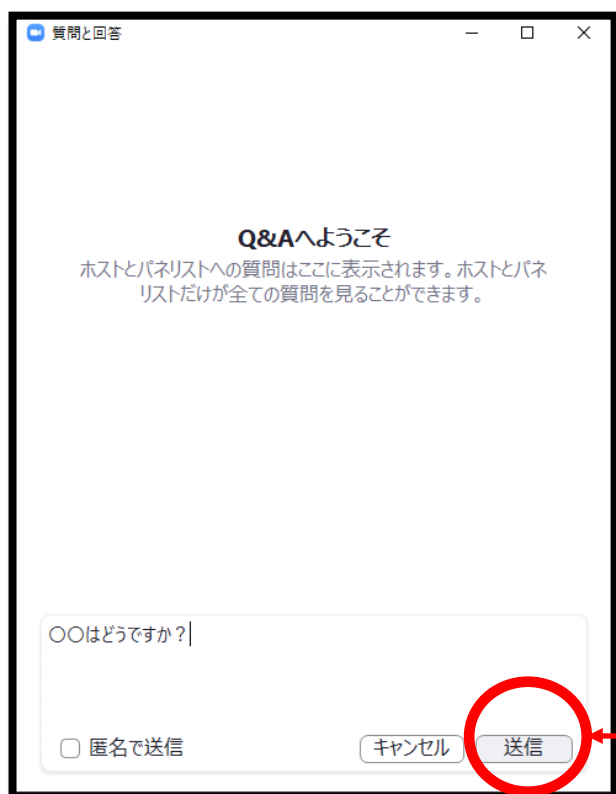 質問と回答
Q&Aへようこそ
ホストとパネリストへの質問はここに表示されます。ホストとパネ
リストだけが全ての質問を見ることができます。
〇〇はどうですか？
匿名で送信
キャンセル
送信